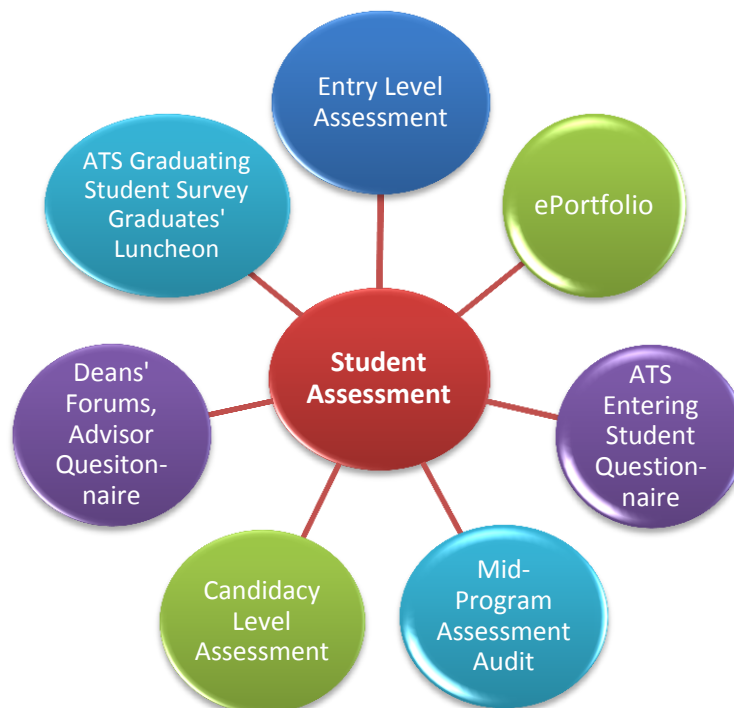 Entry Level
Assessment
ePortfolio
ATS
Entering
Student
Question-
naire
Mid-
Program
Assessment
Audit
Candidacy
Level
Assessment
Deans'
Forums,
Advisor
Quesiton-
naire
ATS Graduating
Student Survey
Graduates'
Luncheon
Student
Assessment